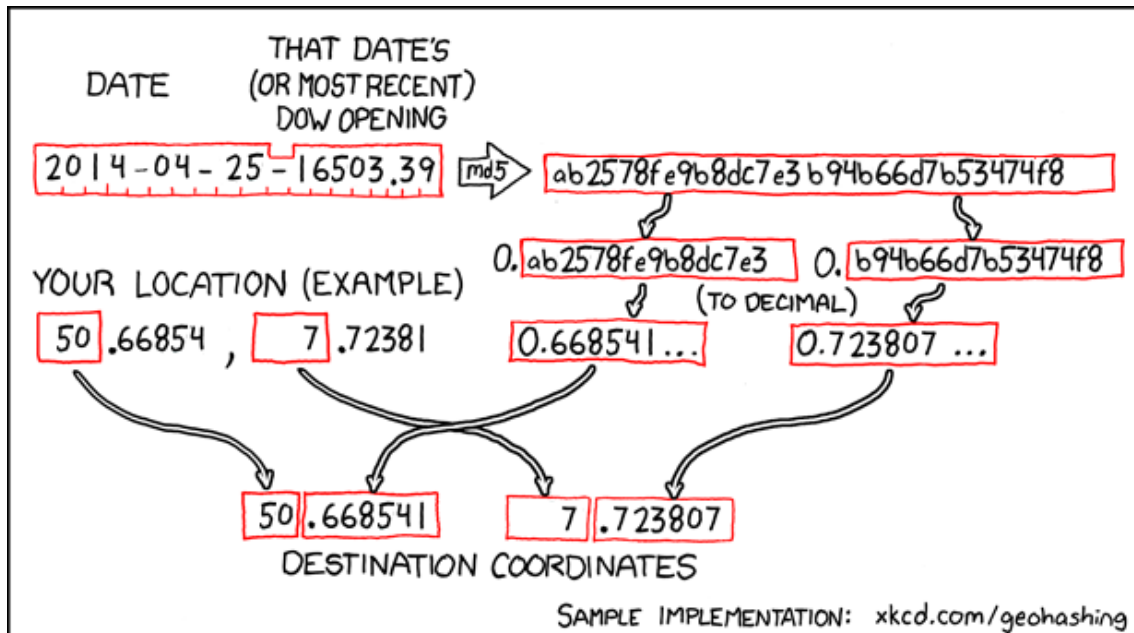 DATE
THAT DATE'S
(OR MOST RECENT)
DOW OPENING
2014-04-25-16503.39
md5
ab2578fe9b8dc7e3b94b66d7b53474f8
0.ab2578fe9b8dc7e3
0.b94b66d7b53474f8
(TO DECIMAL)
YOUR LOCATION (EXAMPLE)
50.66854, 7.72381
0.668541...
0.723807...
50.668541
7.723807
DESTINATION COORDINATES
SAMPLE IMPLEMENTATION: xkcd.com/geohashing